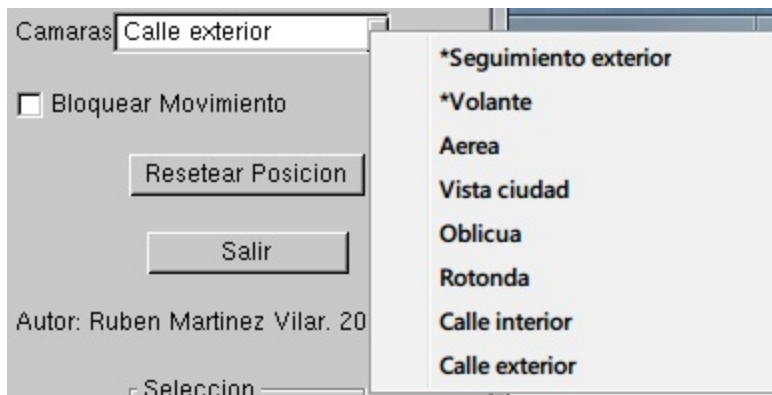 Camaras Calle exterior
Bloquear Movimiento
Resetear Posicion
Salir
Autor: Ruben Martinez Vilar. 20
Seleccion
*Seguimiento exterior
*Volante
Aerea
Vista ciudad
Oblicua
Rotonda
Calle interior
Calle exterior